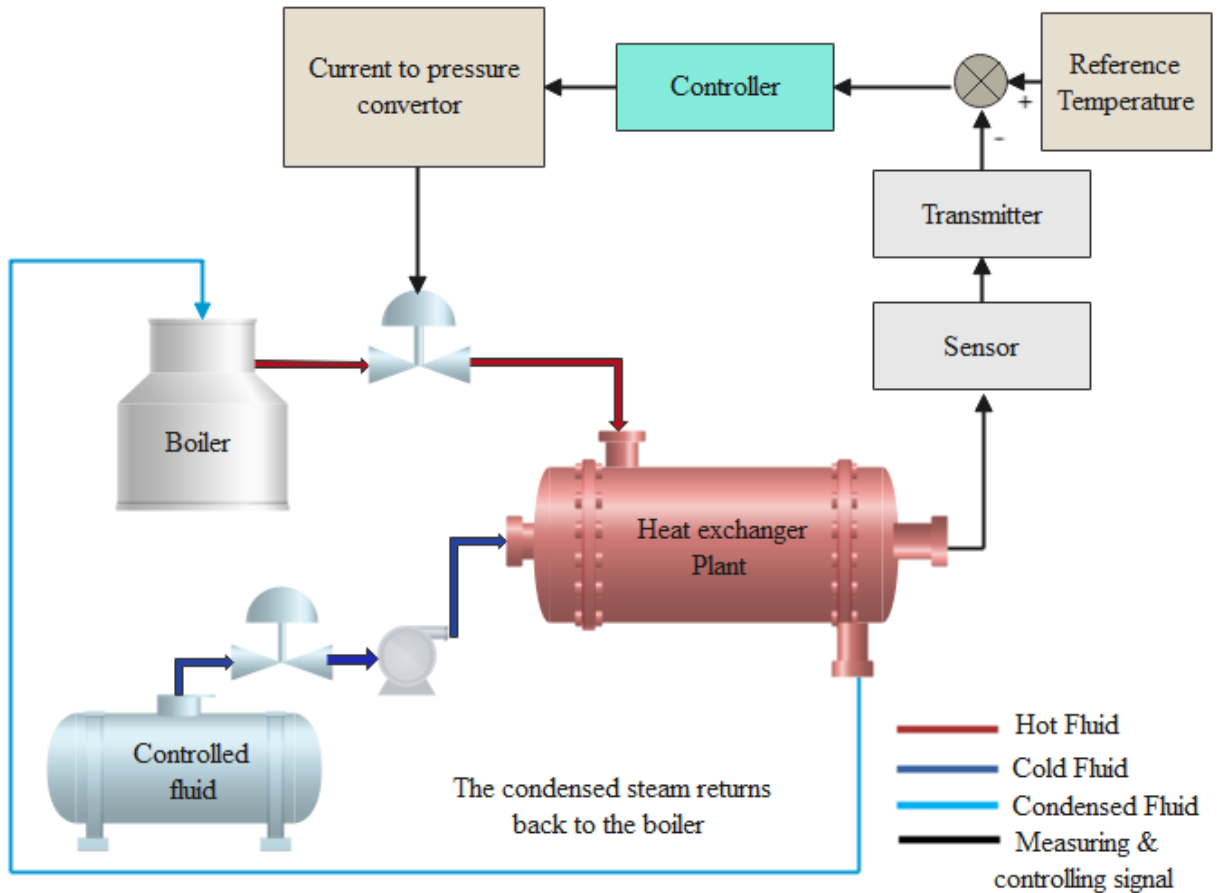 Current to pressure
convertor
Controller
Reference
Temperature
+
-
Transmitter
Sensor
Boiler
Heat exchanger
Plant
Controlled
fluid
The condensed steam returns
back to the boiler
Hot Fluid
Cold Fluid
Condensed Fluid
Measuring &
controlling signal